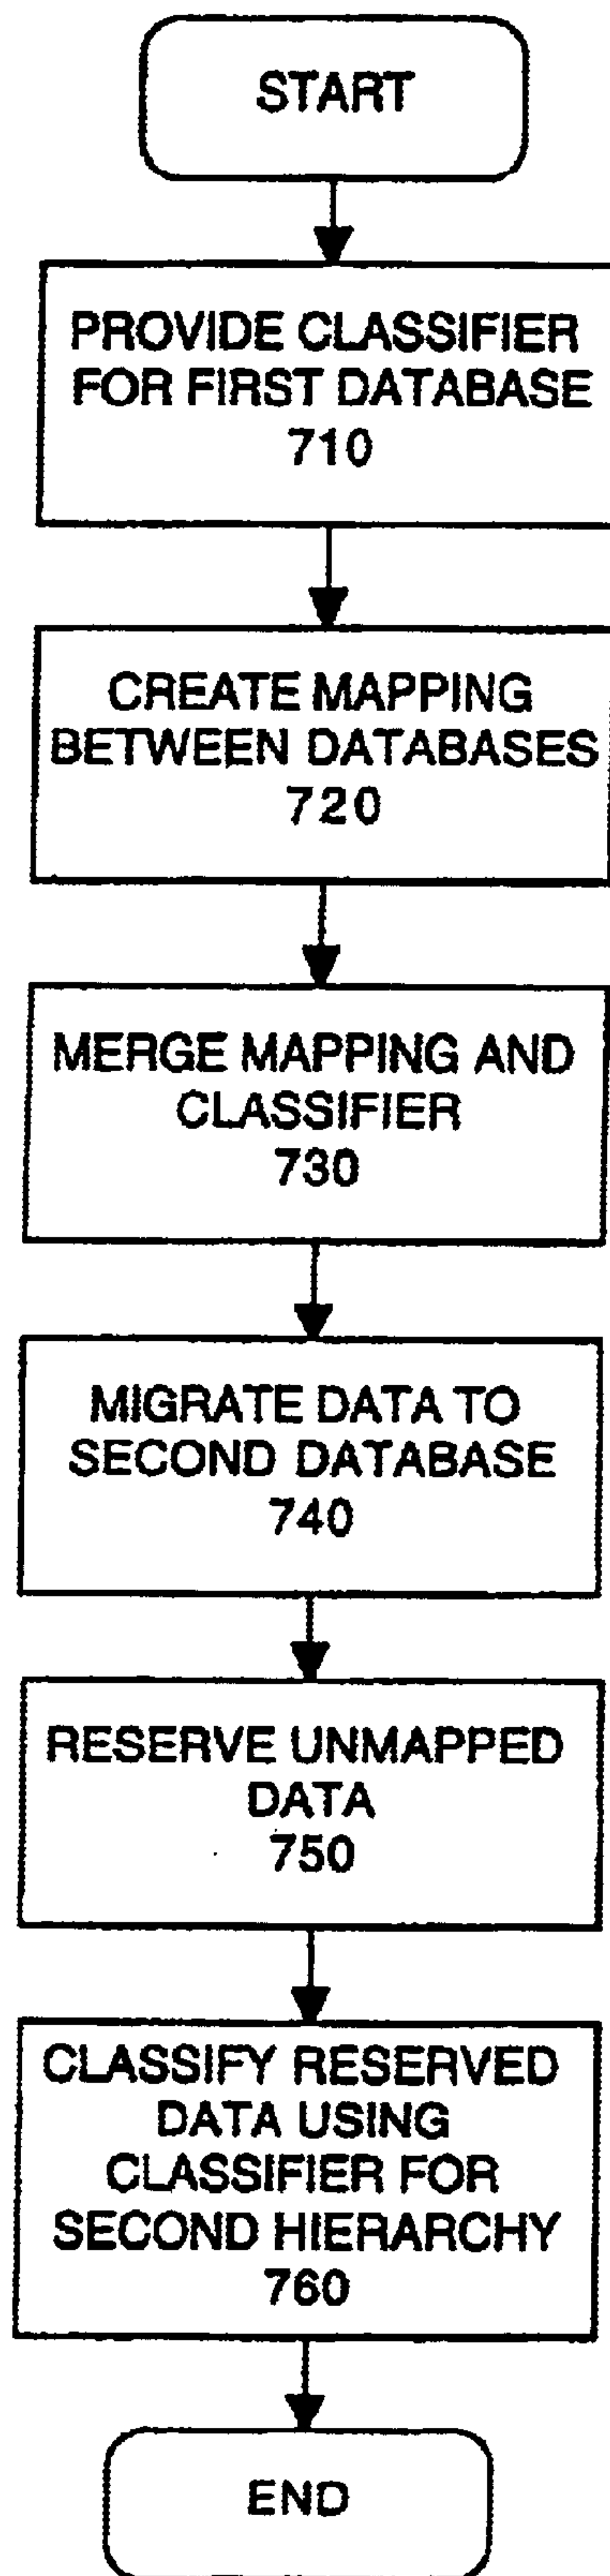 START
PROVIDE CLASSIFIER
FOR FIRST DATABASE
710
CREATE MAPPING
BETWEEN DATABASES
720
MERGE MAPPING AND
CLASSIFIER
730
MIGRATE DATA TO
SECOND DATABASE
740
RESERVE UNMAPPED
DATA
750
CLASSIFY RESERVED
DATA USING
CLASSIFIER FOR
SECOND HIERARCHY
760
END